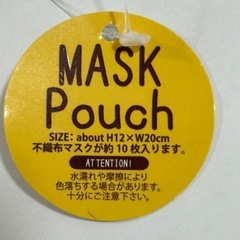 MASK
Pouch
SIZE: about H12×W20cm
不織布マスクが約10枚入ります。
ATTENTION!
水濡れや摩擦により
色落ちする場合があります。
十分にご注意下さい。